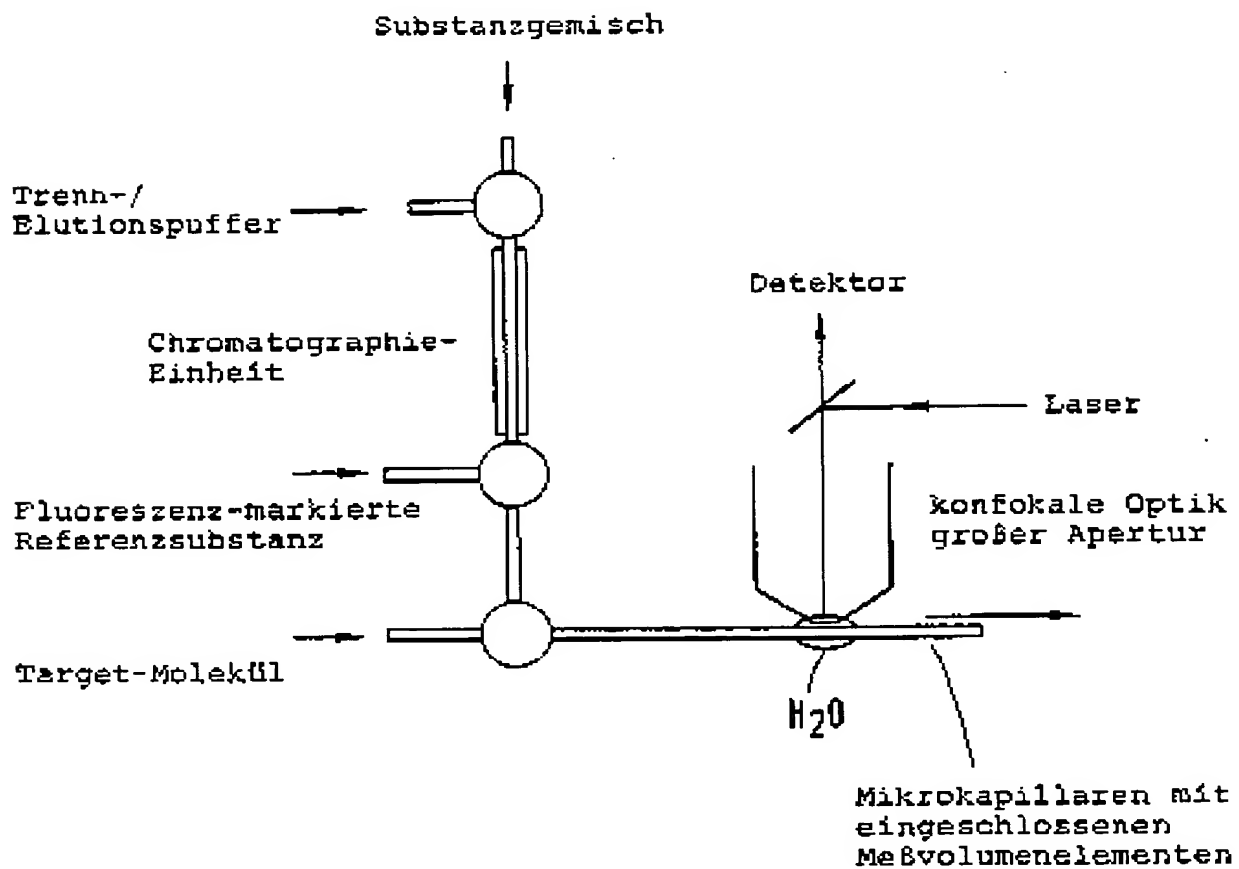 Substanzgemisch
Trenn-/
Elutionspuffer
Detektor
Chromatographie-
Einheit
Laser
Fluoreszenz-markierte
Referenzsubstanz
konfokale Optik
großer Apertur
Target-Molekül
H2O
Mikrokapillaren mit
eingeschlossenen
Meßvolumenelementen